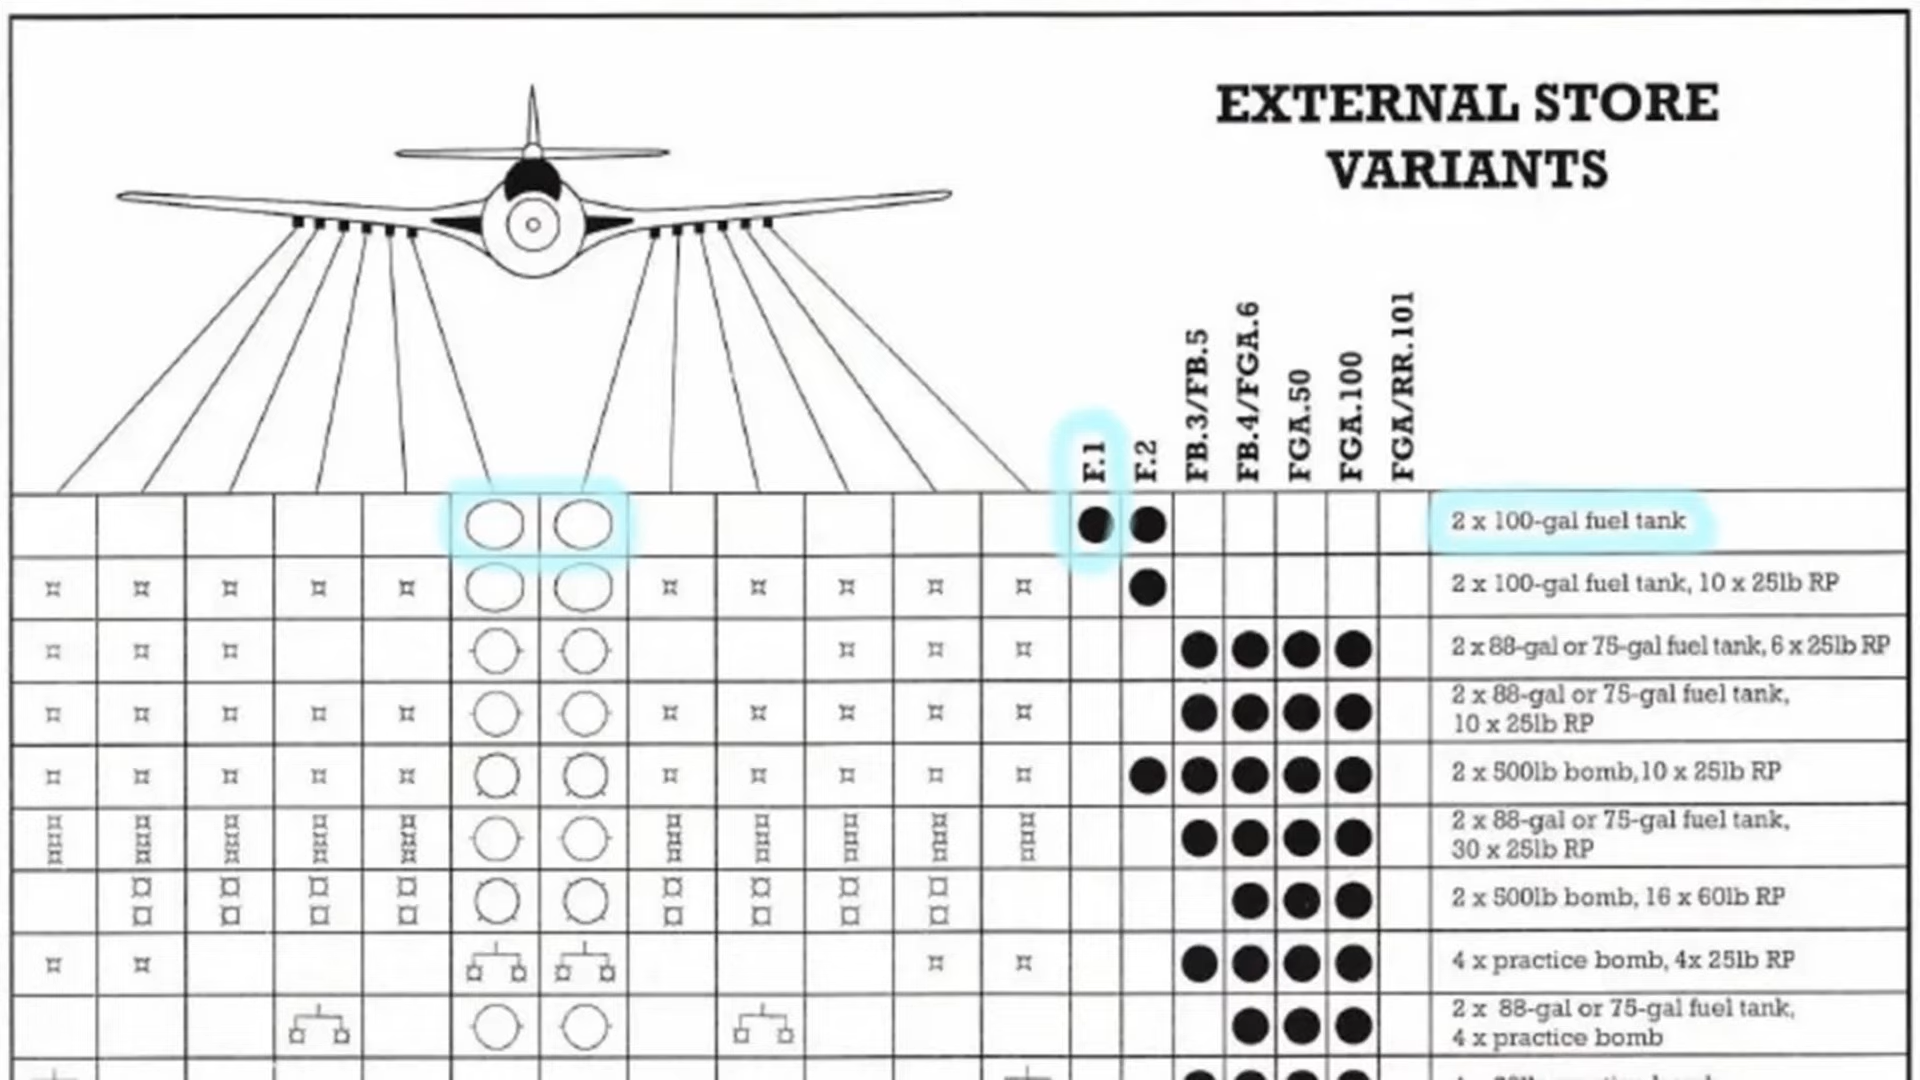 EXTERNAL STORE
VARIANTS
F.1
F.2
FB.3/FB.5
FB.4/FGA.6
FGA.50
FGA.100
FGA/RR.101
2 x 100-gal fuel tank
2 x 100-gal fuel tank, 10 x 25lb RP
2 x 88-gal or 75-gal fuel tank, 6 x 25lb RP
2 x 88-gal or 75-gal fuel tank,
10 x 25lb RP
2 x 500lb bomb, 10 x 25lb RP
2 x 88-gal or 75-gal fuel tank,
30 x 25lb RP
2 x 500lb bomb, 16 x 60lb RP
4 x practice bomb, 4x 25lb RP
2 x 88-gal or 75-gal fuel tank,
4 x practice bomb